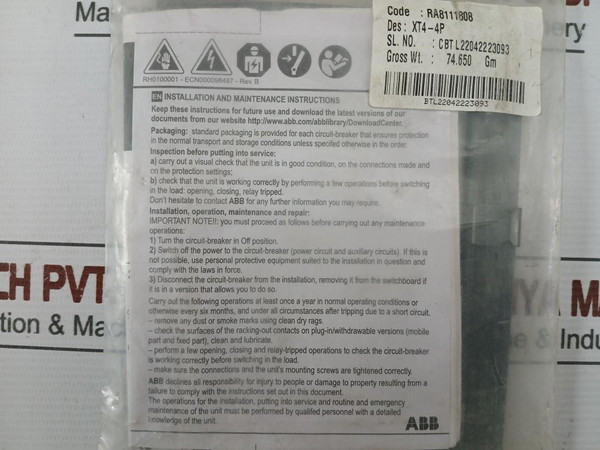 Code : RA8111808
Des : XT4-4P
SL. NO. : CBTL22042223093
Gross Wt. : 74.650 Gm
BTL22042223093
RH0100001 - ECN000098487 - Rev. B
EN INSTALLATION AND MAINTENANCE INSTRUCTIONS
Keep these instructions for future use and download the latest versions of our
documents from our website http://www.abb.com/abblibrary/DownloadCenter.
Packaging: standard packaging is provided for each circuit-breaker that ensures protection
in the normal transport and storage conditions unless specified otherwise in the order.
Inspection before putting into service:
a) carry out a visual check that the unit is in good condition, on the connections made and
on the protection settings;
b) check that the unit is working correctly by performing a few operations before switching
in the load: opening, closing, relay tripped.
Don't hesitate to contact ABB for any further information you may require.
Installation, operation, maintenance and repair:
IMPORTANT NOTE!!: you must proceed as follows before carrying out any maintenance
operations:
1) Turn the circuit-breaker in Off position.
2) Switch off the power to the circuit-breaker (power circuit and auxiliary circuits). If this is
not possible, use personal protective equipment suited to the installation in question and
comply with the laws in force.
3) Disconnect the circuit-breaker from the installation, removing it from the switchboard if
it is in a version that allows you to do so.
Carry out the following operations at least once a year in normal operating conditions or
otherwise every six months, and under all circumstances after tripping due to a short circuit.
– remove any dust or smoke marks using clean dry rags.
– check the surfaces of the racking-out contacts on plug-in/withdrawable versions (mobile
part and fixed part), clean and lubricate.
– perform a few opening, closing and relay-tripped operations to check the circuit-breaker
is working correctly before switching in the load.
– make sure the connections and the unit's mounting screws are tightened correctly.
ABB declines all responsibility for injury to people or damage to property resulting from a
failure to comply with the instructions set out in this document.
The operations for the installation, putting into service and routine and emergency
maintenance of the unit must be performed by qualifed personnel with a detailed
knowledge of the unit.
ABB
CH PVT
tion & Mac
YA MA
e & Indu